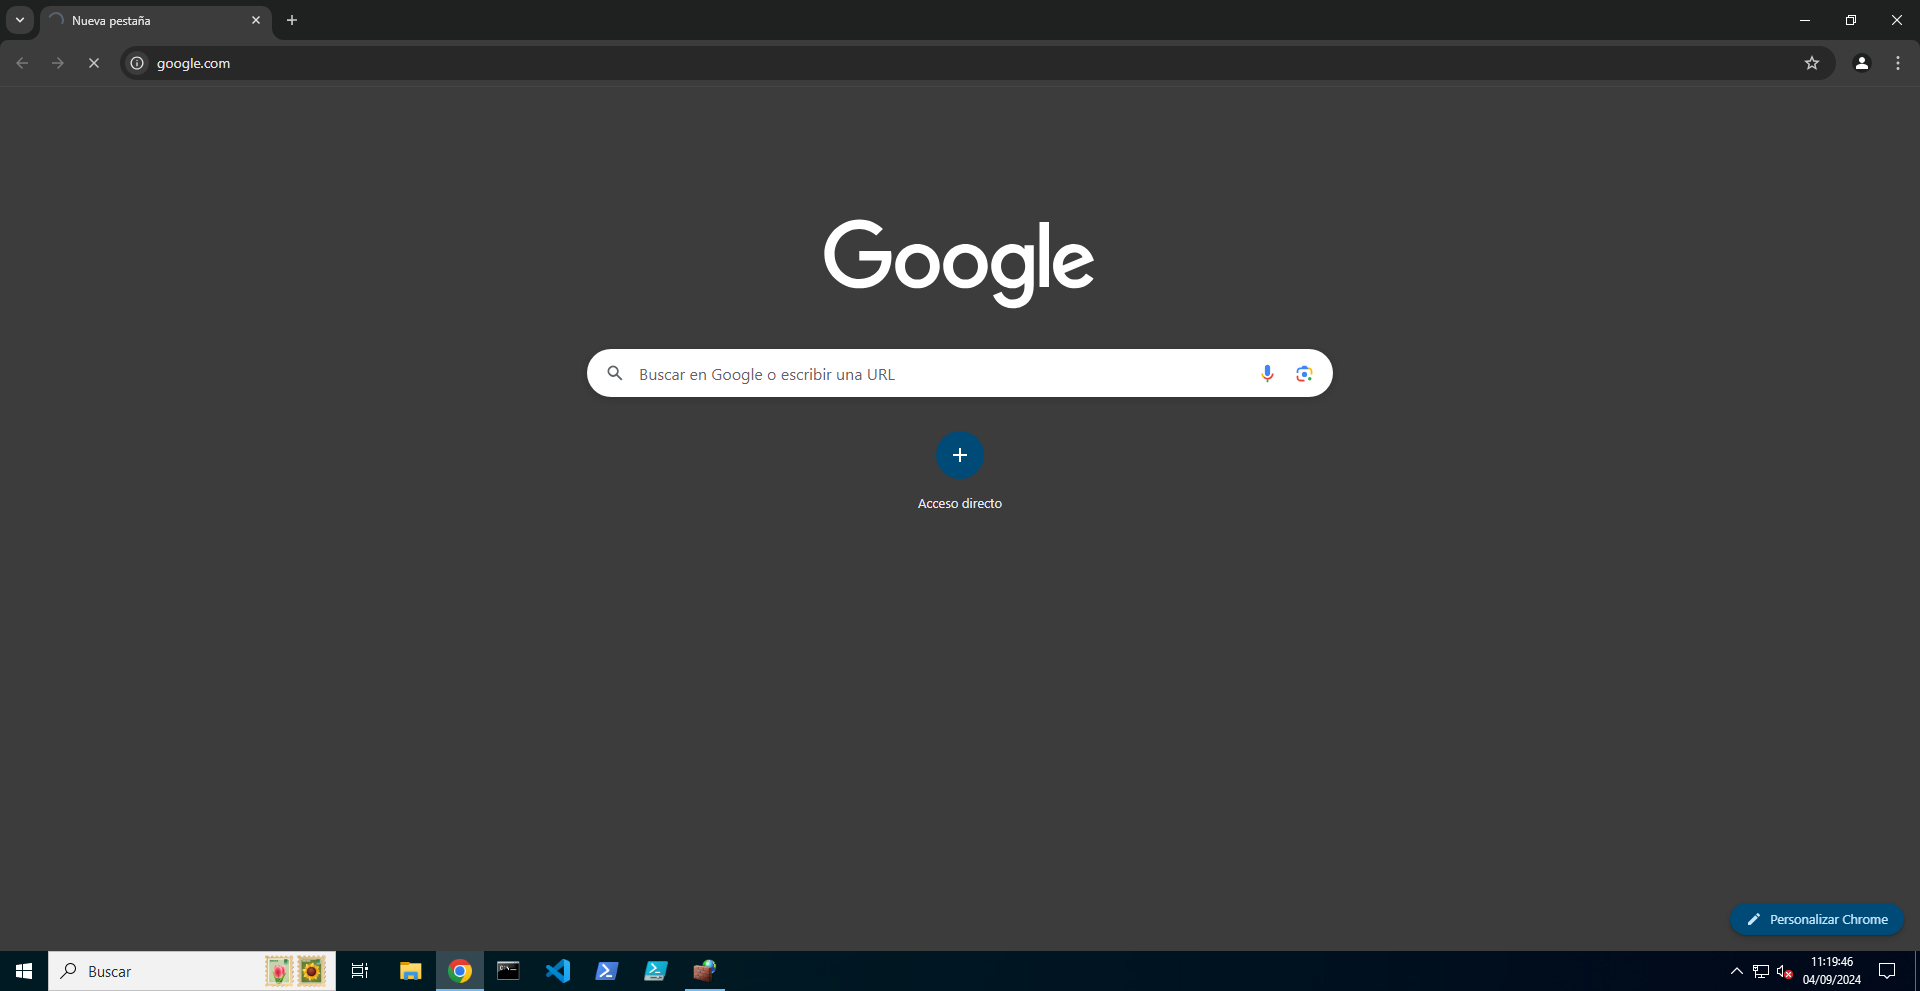 Nueva pestaña
google.com
Google
Buscar en Google o escribir una URL
Acceso directo
Personalizar Chrome
Buscar
11:19:46
04/09/2024